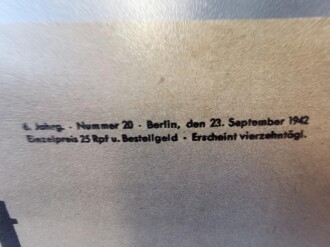 6. Jahrg. - Nummer 20 - Berlin, den 23. September 1942
Einzelpreis 25 Rpf u. Bestellgeld - Erscheint vierzehntägl.